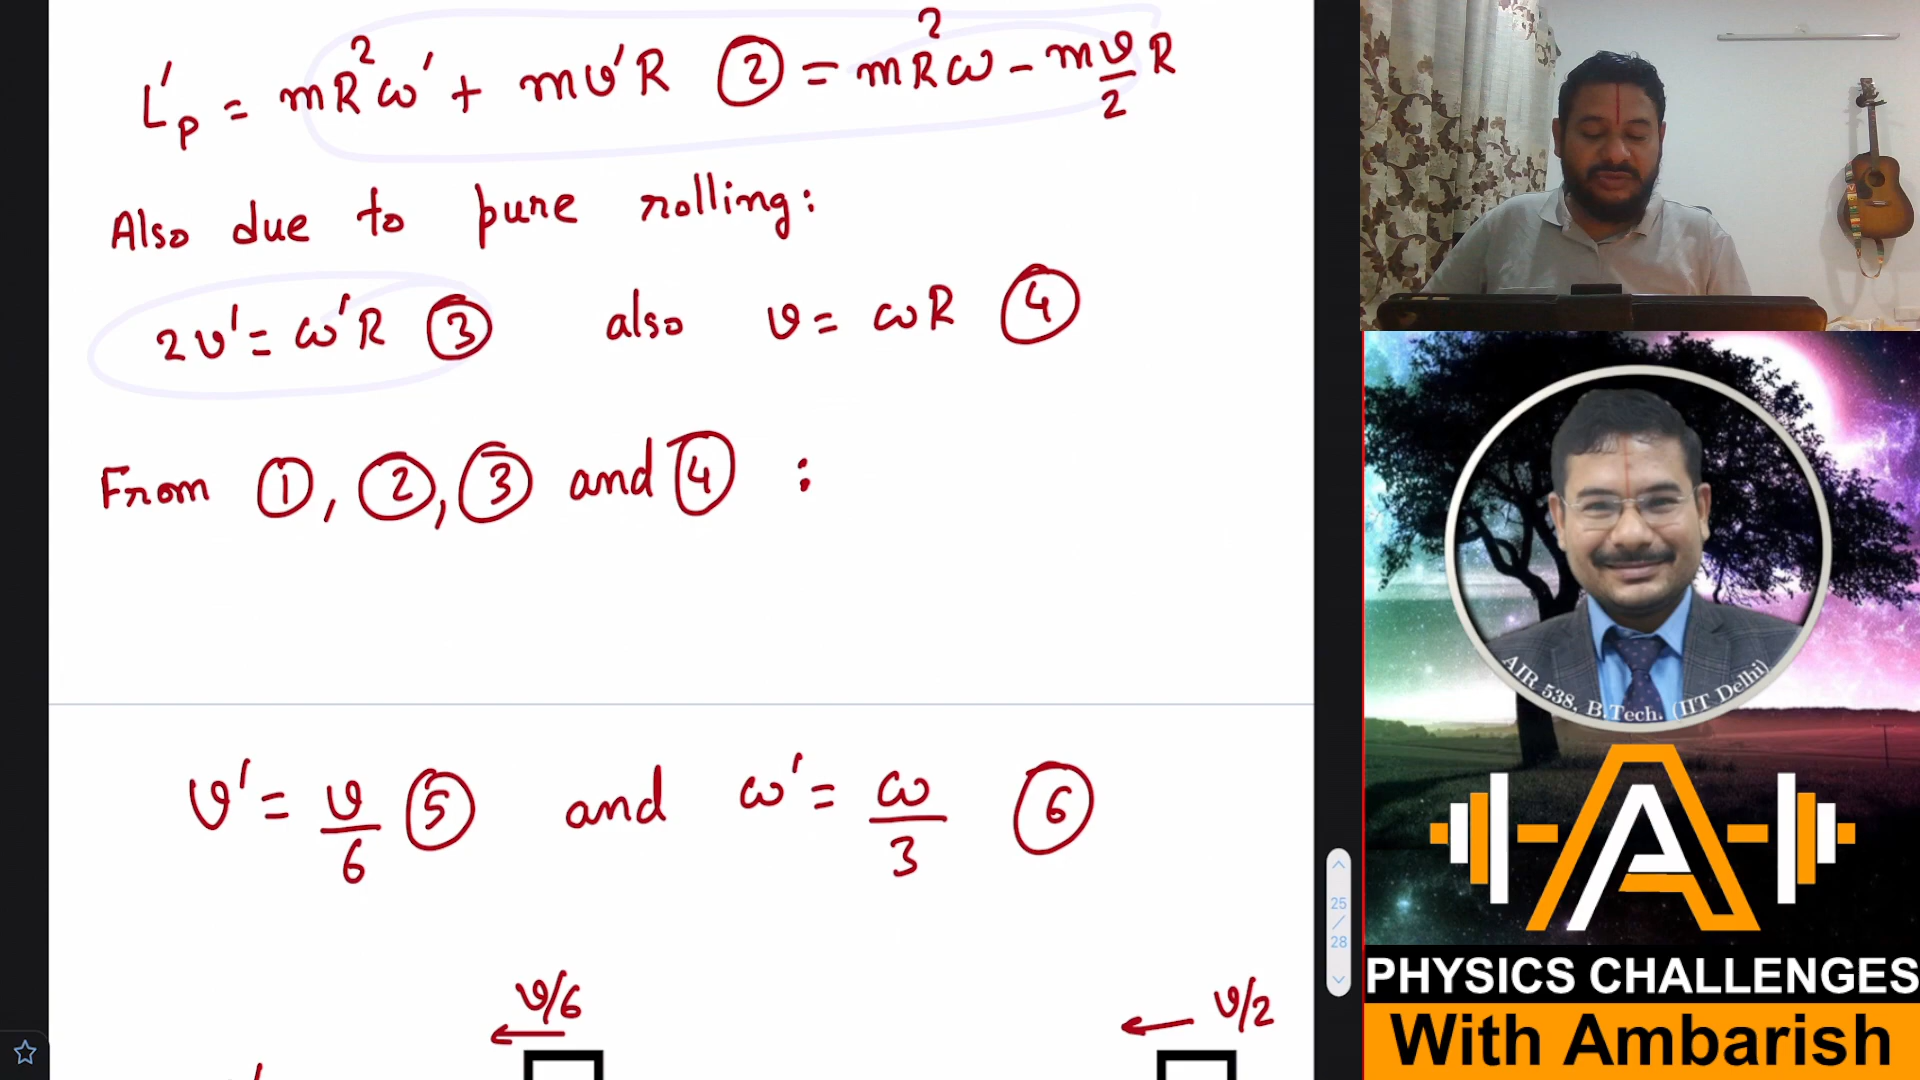 L'p = mR²ω' + mv'R ② = mR²ω - mv/2 R
Also due to pure rolling:
2v' = ω'R ③ also v = ωR ④
From ①, ②, ③ and ④ :
v' = v/6 ⑤ and ω' = ω/3 ⑥
v/6
v/2
25
/
28
AIR 538, B.Tech. (IIT Delhi)
A
PHYSICS CHALLENGES
With Ambarish